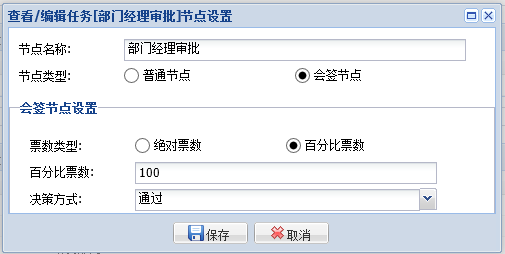 查看/编辑任务[部门经理审批]节点设置
节点名称: 部门经理审批
节点类型: 普通节点 会签节点
会签节点设置
票数类型: 绝对票数 百分比票数
百分比票数: 100
决策方式: 通过
保存 取消